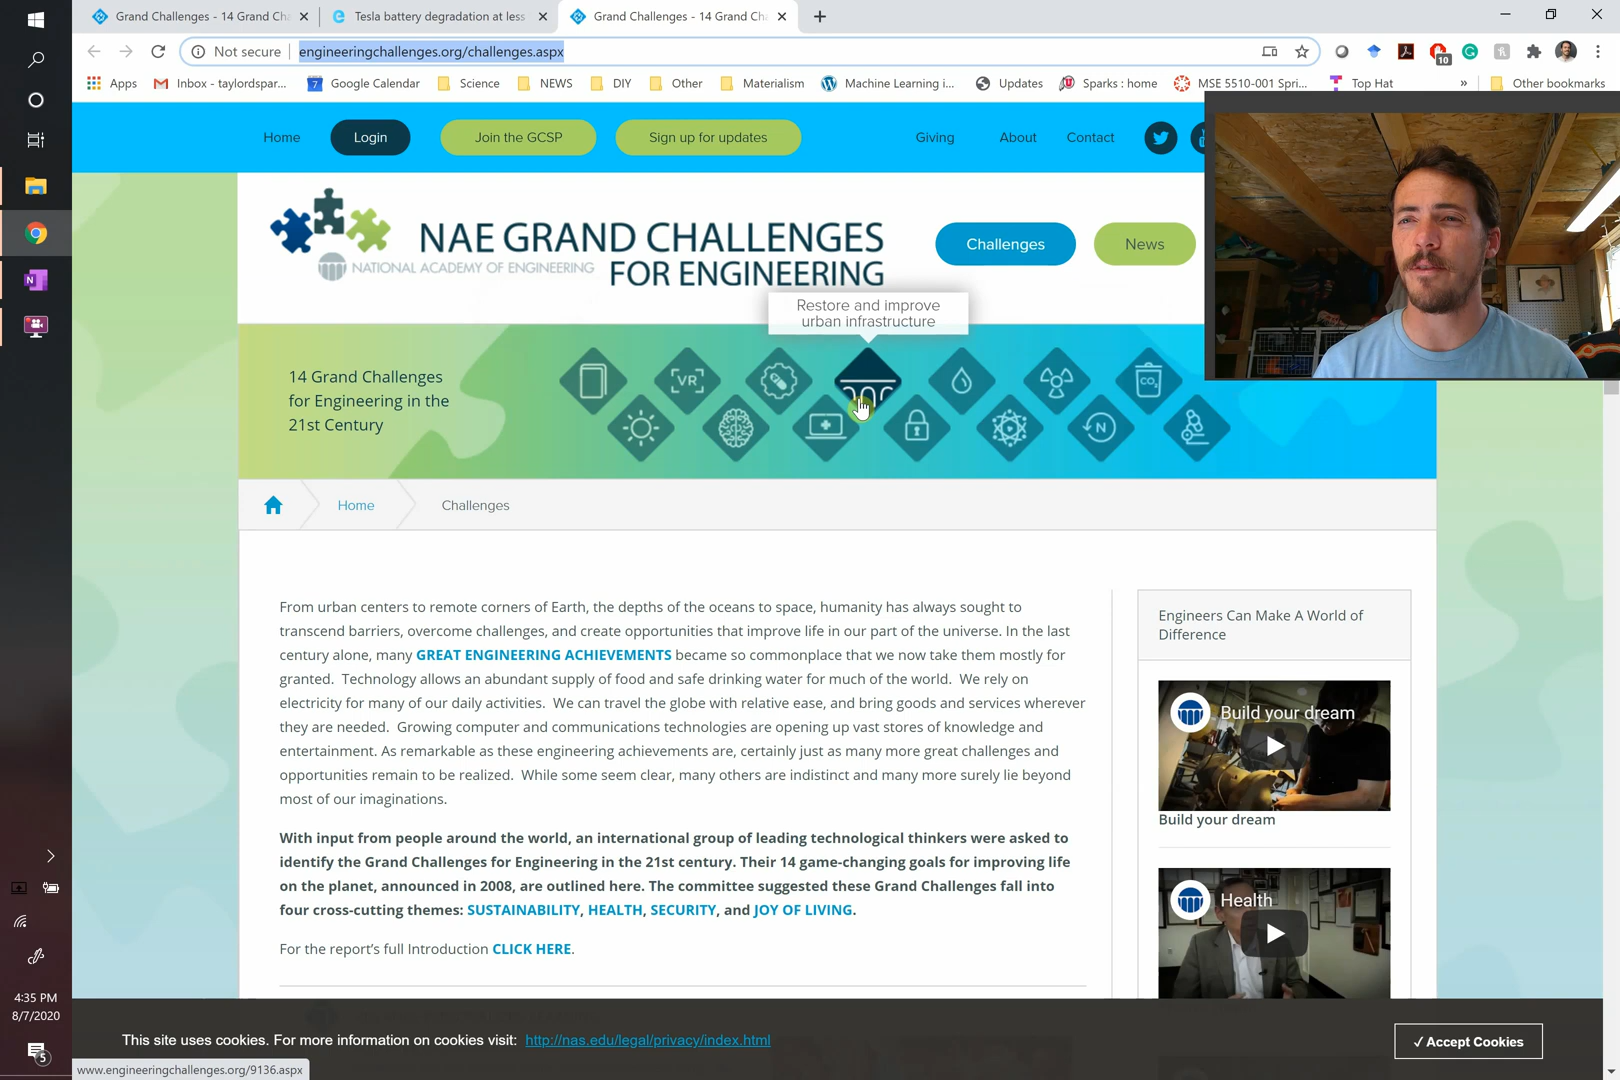 Grand Challenges - 14 Grand Cha
Tesla battery degradation at less
Grand Challenges - 14 Grand Cha
Not secure
engineeringchallenges.org/challenges.aspx
10
Apps
Inbox - taylordspar...
7
Google Calendar
Science
NEWS
DIY
Other
Materialism
Machine Learning i...
Updates
Sparks : home
MSE 5510-001 Spri...
Top Hat
»
Other bookmarks
Home
Login
Join the GCSP
Sign up for updates
Giving
About
Contact
NAE GRAND CHALLENGES
NATIONAL ACADEMY OF ENGINEERING
FOR ENGINEERING
Challenges
News
Restore and improve
urban infrastructure
14 Grand Challenges
for Engineering in the
21st Century
VR
CO2
N
Home
Challenges
From urban centers to remote corners of Earth, the depths of the oceans to space, humanity has always sought to
transcend barriers, overcome challenges, and create opportunities that improve life in our part of the universe. In the last
century alone, many GREAT ENGINEERING ACHIEVEMENTS became so commonplace that we now take them mostly for
granted. Technology allows an abundant supply of food and safe drinking water for much of the world. We rely on
electricity for many of our daily activities. We can travel the globe with relative ease, and bring goods and services wherever
they are needed. Growing computer and communications technologies are opening up vast stores of knowledge and
entertainment. As remarkable as these engineering achievements are, certainly just as many more great challenges and
opportunities remain to be realized. While some seem clear, many others are indistinct and many more surely lie beyond
most of our imaginations.
With input from people around the world, an international group of leading technological thinkers were asked to
identify the Grand Challenges for Engineering in the 21st century. Their 14 game-changing goals for improving life
on the planet, announced in 2008, are outlined here. The committee suggested these Grand Challenges fall into
four cross-cutting themes: SUSTAINABILITY, HEALTH, SECURITY, and JOY OF LIVING.
For the report's full Introduction CLICK HERE.
Engineers Can Make A World of
Difference
Build your dream
Build your dream
Health
This site uses cookies. For more information on cookies visit: http://nas.edu/legal/privacy/index.html
✓ Accept Cookies
www.engineeringchallenges.org/9136.aspx
N
4:35 PM
8/7/2020
5